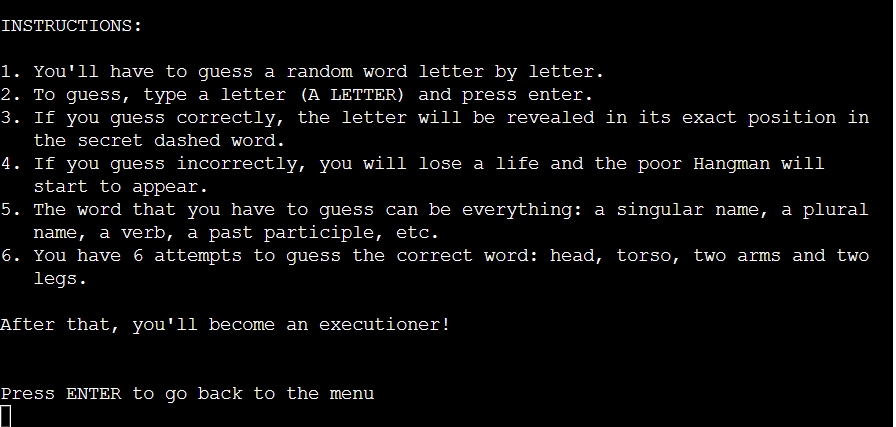 INSTRUCTIONS:
1. You'll have to guess a random word letter by letter.
2. To guess, type a letter (A LETTER) and press enter.
3. If you guess correctly, the letter will be revealed in its exact position in
the secret dashed word.
4. If you guess incorrectly, you will lose a life and the poor Hangman will
start to appear.
5. The word that you have to guess can be everything: a singular name, a plural
name, a verb, a past participle, etc.
6. You have 6 attempts to guess the correct word: head, torso, two arms and two
legs.
After that, you'll become an executioner!
Press ENTER to go back to the menu